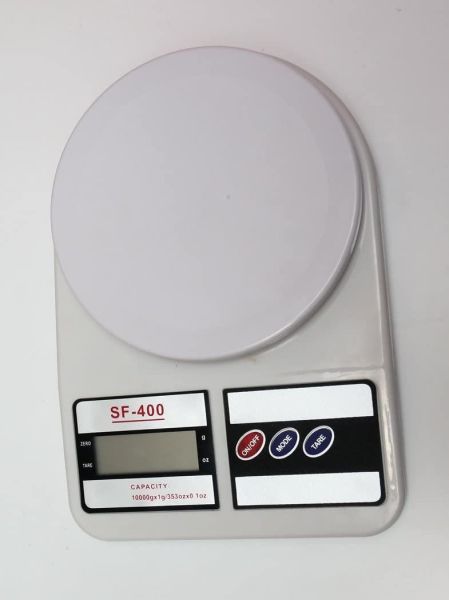 SF-400
ZERO
g
TARE
oz
CAPACITY
10000gx1g/353ozx0.1oz
ON/OFF
MODE
TARE